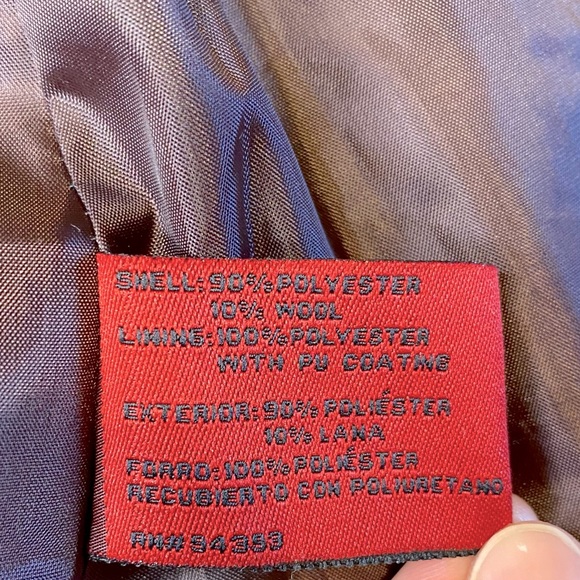 SHELL:90%POLYESTER
10% WOOL
LINING:100%POLYESTER
WITH PU COATING
EXTERIOR:90% POLIÉSTER
10% LANA
FORRO:100%POLIÉSTER
RECUBIERTO CON POLIURETANO
RN# 94393